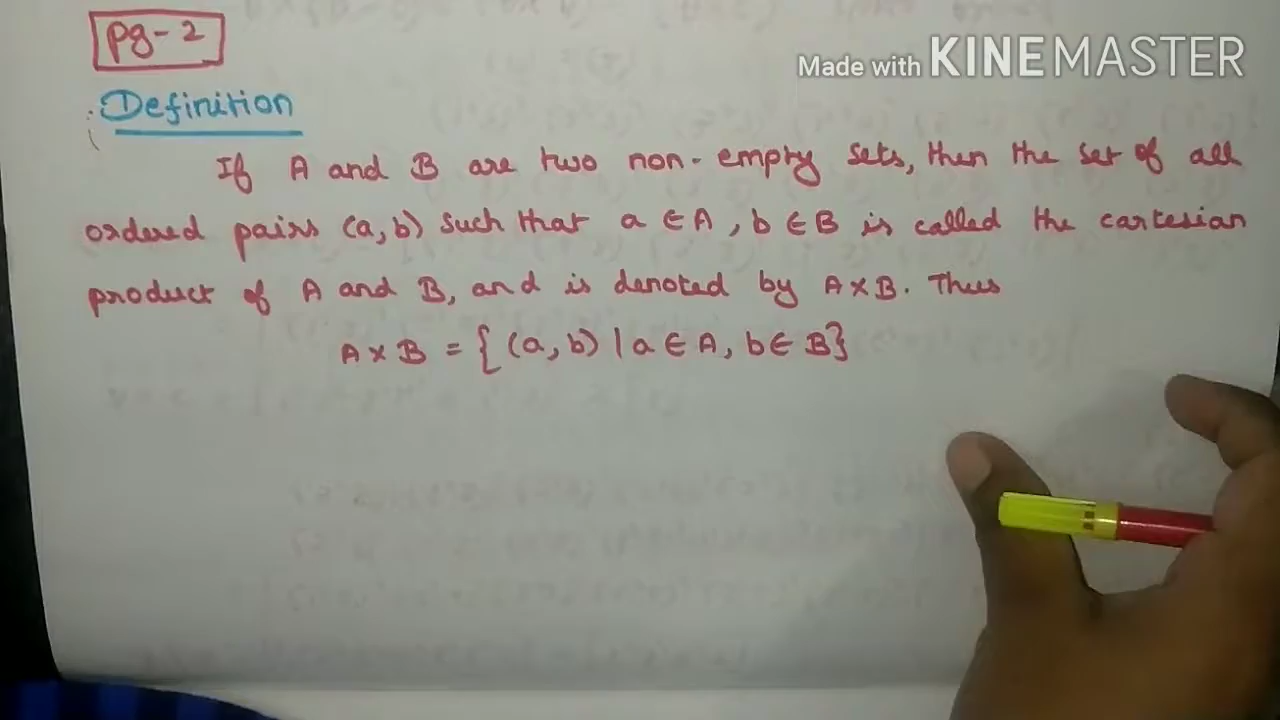 Pg-2
Made with KINEMASTER
Definition
If A and B are two non-empty sets, then the set of all
ordered pairs (a,b) such that a ∈ A, b ∈ B is called the cartesian
product of A and B, and is denoted by A×B. Thus
A × B = {(a, b) | a ∈ A, b ∈ B}